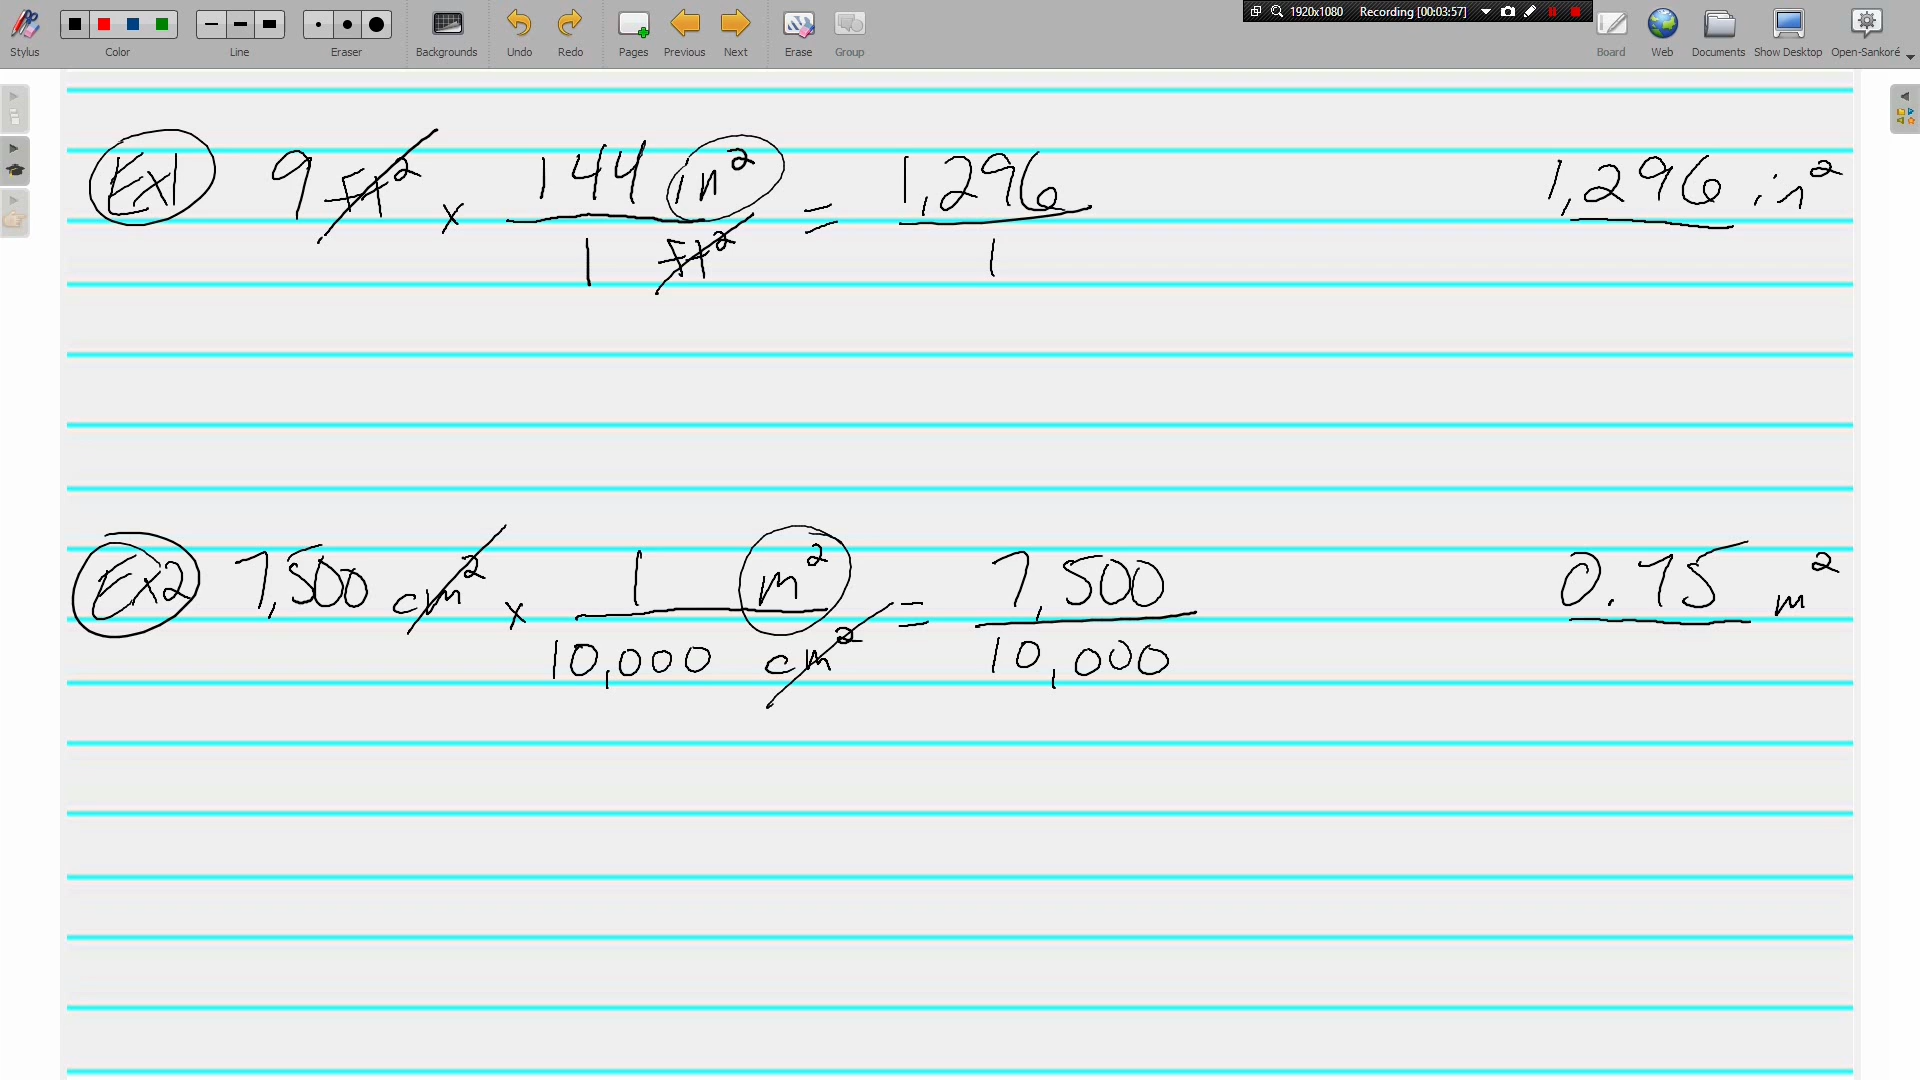 1920x1080 Recording [00:03:57]
Stylus Color Line Eraser Backgrounds Undo Redo Pages Previous Next Erase Group Board Web Documents Show Desktop Open-Sankoré
Ex1 9 ft² x 144 in² = 1,296 1,296 in²
1 ft² 1
Ex2 7,500 cm² x 1 m² = 7,500 0.75 m²
10,000 cm² 10,000